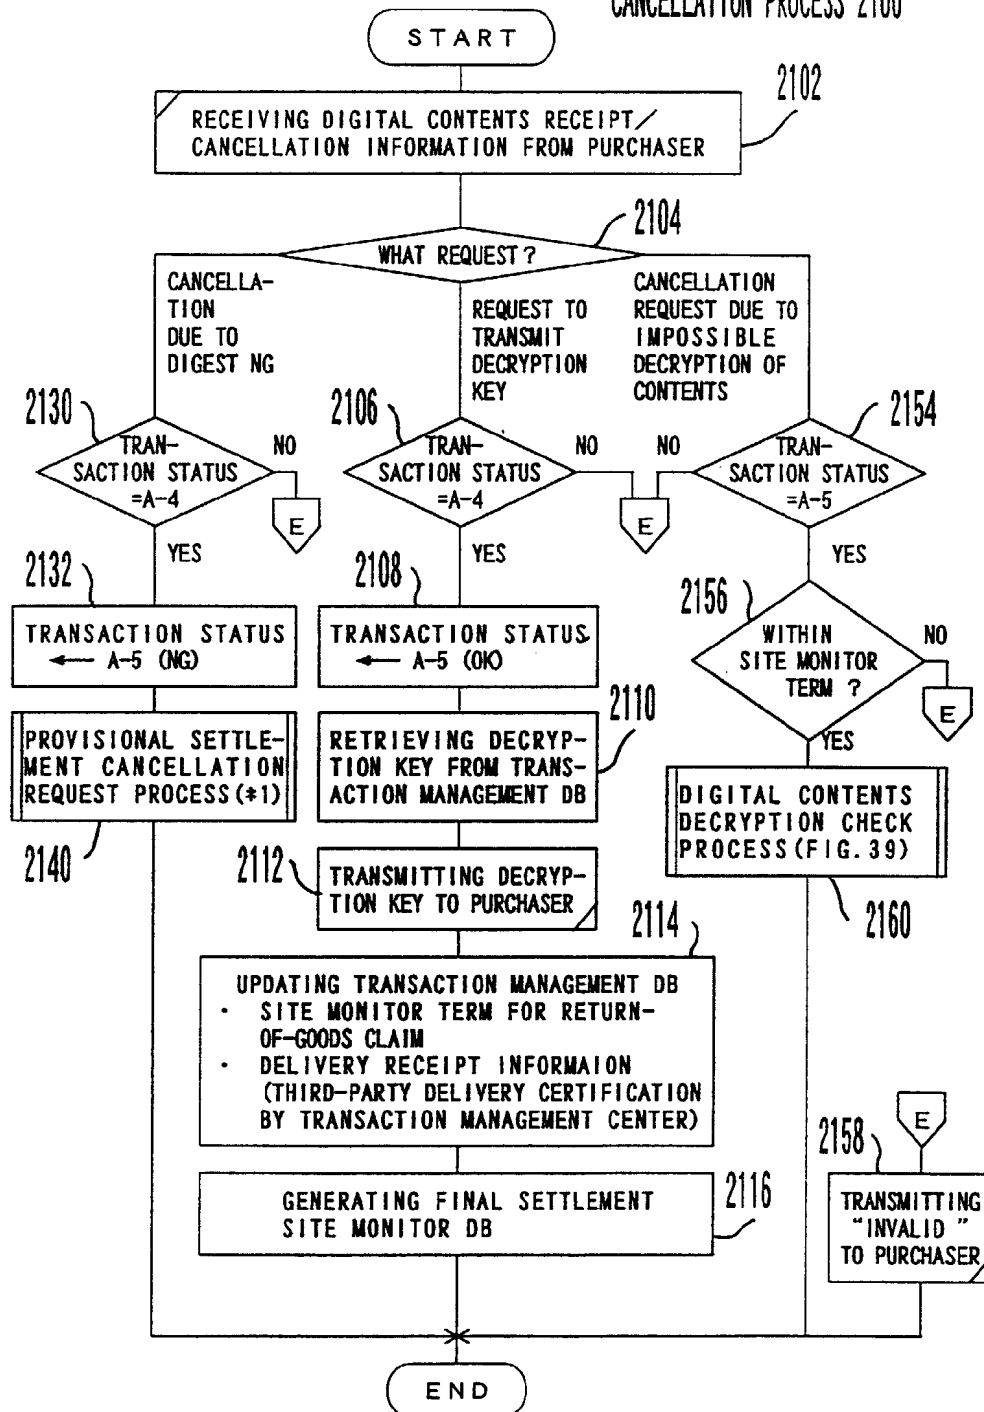 CANCELLATION PROCESS 2100
START
2102
RECEIVING DIGITAL CONTENTS RECEIPT/
CANCELLATION INFORMATION FROM PURCHASER
2104
WHAT REQUEST?
CANCELLA-
TION
DUE TO
DIGEST NG
REQUEST TO
TRANSMIT
DECRYPTION
KEY
CANCELLATION
REQUEST DUE TO
IMPOSSIBLE
DECRYPTION OF
CONTENTS
2130
TRAN-
SACTION STATUS
=A-4
NO
E
YES
2106
TRAN-
SACTION STATUS
=A-4
NO
NO
E
YES
2154
TRAN-
SACTION STATUS
=A-5
YES
2132
TRANSACTION STATUS
← A-5 (NG)
2108
TRANSACTION STATUS
← A-5 (OK)
2156
WITHIN
SITE MONITOR
TERM ?
NO
E
YES
PROVISIONAL SETTLE-
MENT CANCELLATION
REQUEST PROCESS(*1)
2140
2110
RETRIEVING DECRYP-
TION KEY FROM TRANS-
ACTION MANAGEMENT DB
DIGITAL CONTENTS
DECRYPTION CHECK
PROCESS(FIG.39)
2160
2112
TRANSMITTING DECRYP-
TION KEY TO PURCHASER
2114
UPDATING TRANSACTION MANAGEMENT DB
· SITE MONITOR TERM FOR RETURN-
OF-GOODS CLAIM
· DELIVERY RECEIPT INFORMAION
(THIRD-PARTY DELIVERY CERTIFICATION
BY TRANSACTION MANAGEMENT CENTER)
GENERATING FINAL SETTLEMENT
SITE MONITOR DB
2116
E
2158
TRANSMITTING
"INVALID "
TO PURCHASER
END